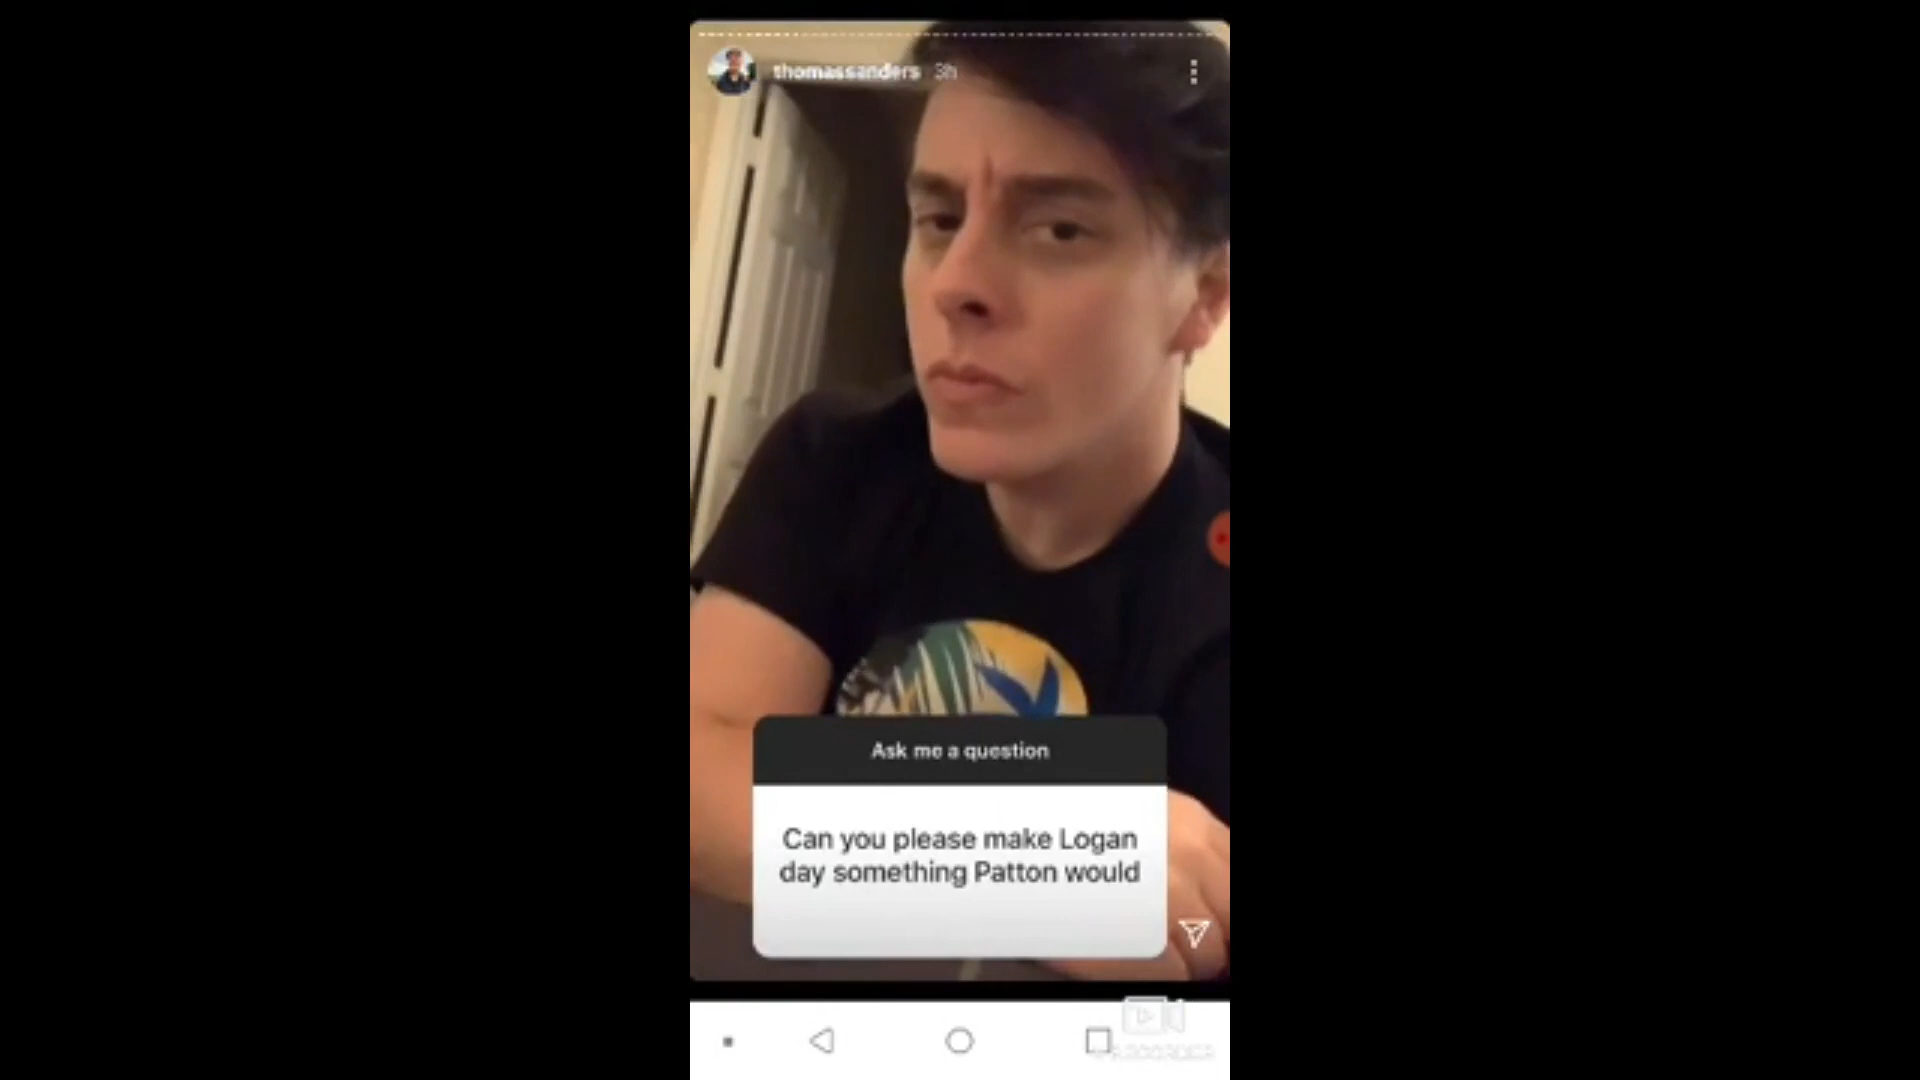 thomassanders 3h
Ask me a question
Can you please make Logan
day something Patton would